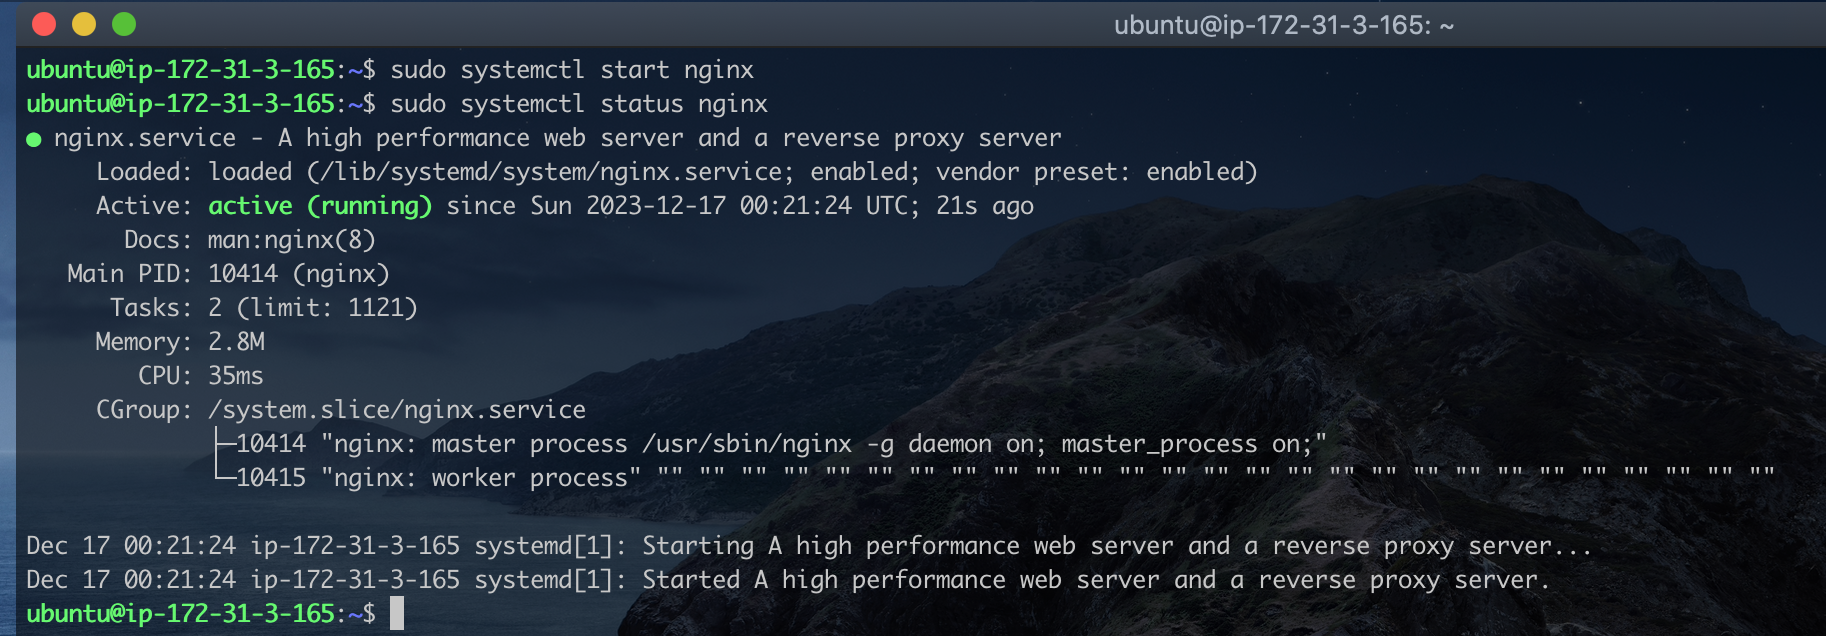 ubuntu@ip-172-31-3-165: ~
ubuntu@ip-172-31-3-165:~$ sudo systemctl start nginx
ubuntu@ip-172-31-3-165:~$ sudo systemctl status nginx
● nginx.service - A high performance web server and a reverse proxy server
Loaded: loaded (/lib/systemd/system/nginx.service; enabled; vendor preset: enabled)
Active: active (running) since Sun 2023-12-17 00:21:24 UTC; 21s ago
Docs: man:nginx(8)
Main PID: 10414 (nginx)
Tasks: 2 (limit: 1121)
Memory: 2.8M
CPU: 35ms
CGroup: /system.slice/nginx.service
├─10414 "nginx: master process /usr/sbin/nginx -g daemon on; master_process on;"
└─10415 "nginx: worker process" "" "" "" "" "" "" "" "" "" "" "" "" "" "" "" "" "" "" "" "" "" "" "" "" "" "" ""
Dec 17 00:21:24 ip-172-31-3-165 systemd[1]: Starting A high performance web server and a reverse proxy server...
Dec 17 00:21:24 ip-172-31-3-165 systemd[1]: Started A high performance web server and a reverse proxy server.
ubuntu@ip-172-31-3-165:~$